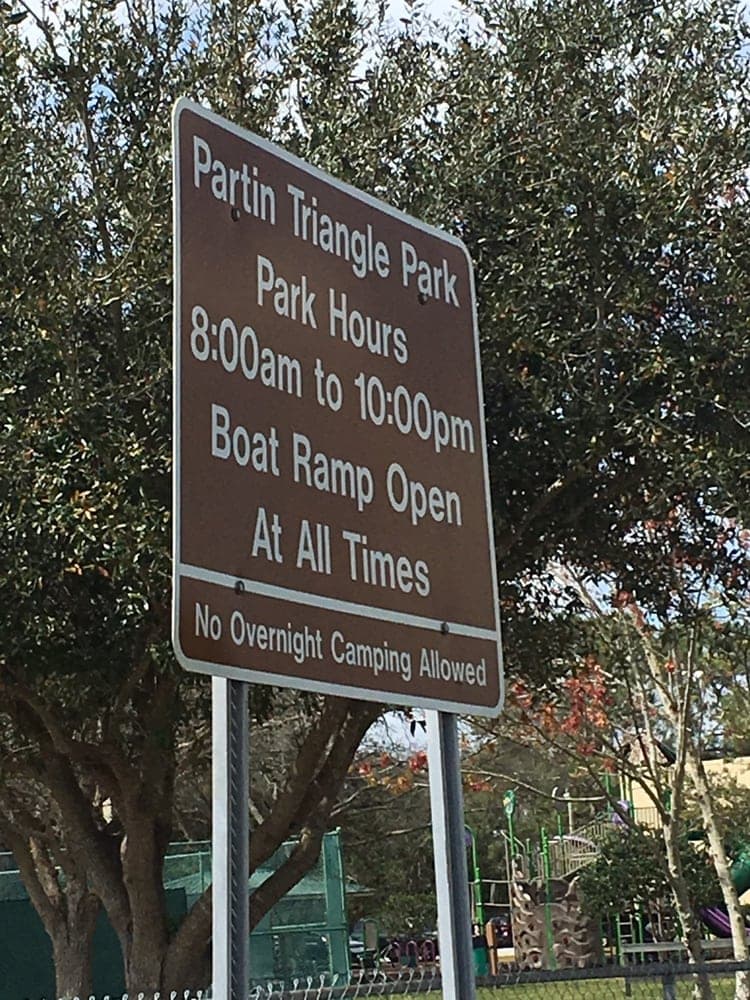 Partin Triangle Park
Park Hours
8:00am to 10:00pm
Boat Ramp Open
At All Times
No Overnight Camping Allowed